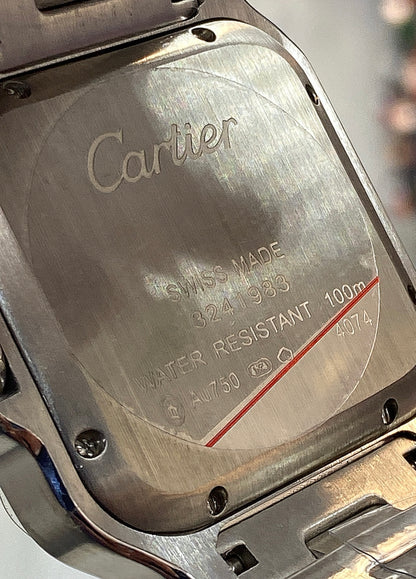 Cartier
SWISS MADE
3241983
WATER RESISTANT 100m
Au750 4074